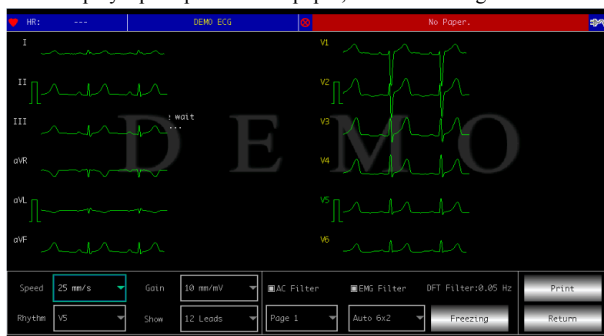 HR: --- DEMO ECG No Paper.
I V1
II V2
III : wait V3
...
DEMO
aVR V4
aVL V5
aVF V6
Speed 25 mm/s Gain 10 mm/mV AC Filter EMG Filter DFT Filter:0.05 Hz Print
Rhythm V5 Show 12 Leads Page 1 Auto 6x2 Freezing Return